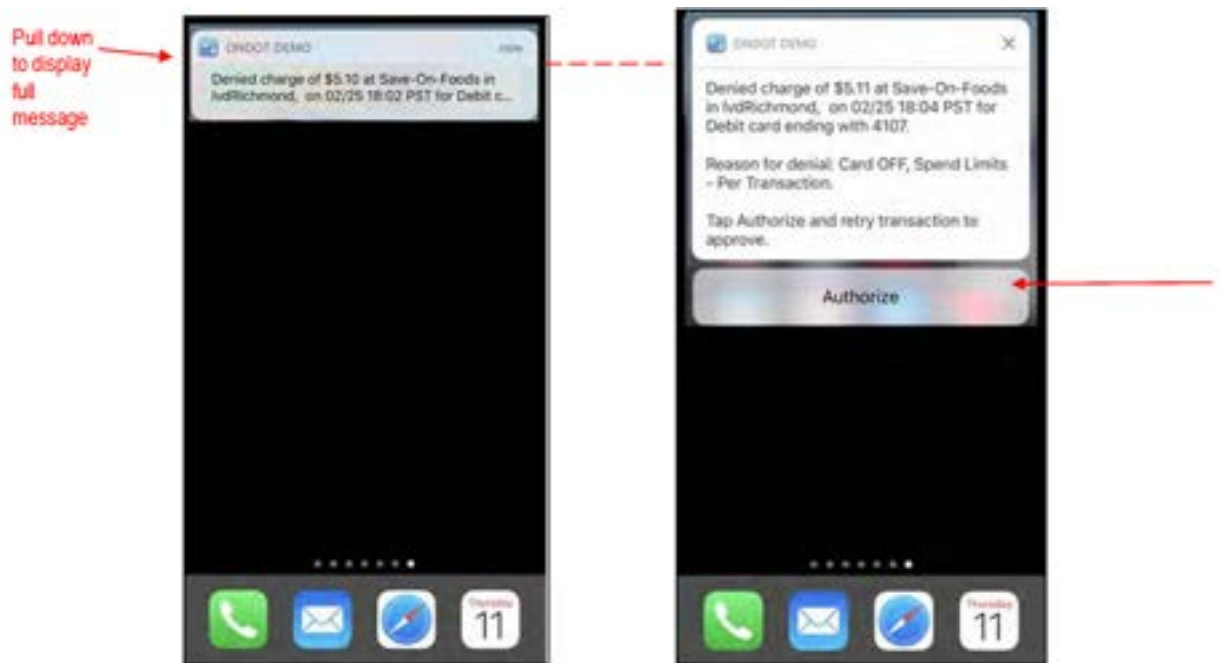 Pull down
to display
full
message
ONDOT DEMO
now
Denied charge of $5.10 at Save-On-Foods in
IvdRichmond, on 02/25 18:02 PST for Debit c...
Thursday
11
ONDOT DEMO
Denied charge of $5.11 at Save-On-Foods
in IvdRichmond, on 02/25 18:04 PST for
Debit card ending with 4107.
Reason for denial: Card OFF, Spend Limits
- Per Transaction.
Tap Authorize and retry transaction to
approve.
Authorize
Thursday
11